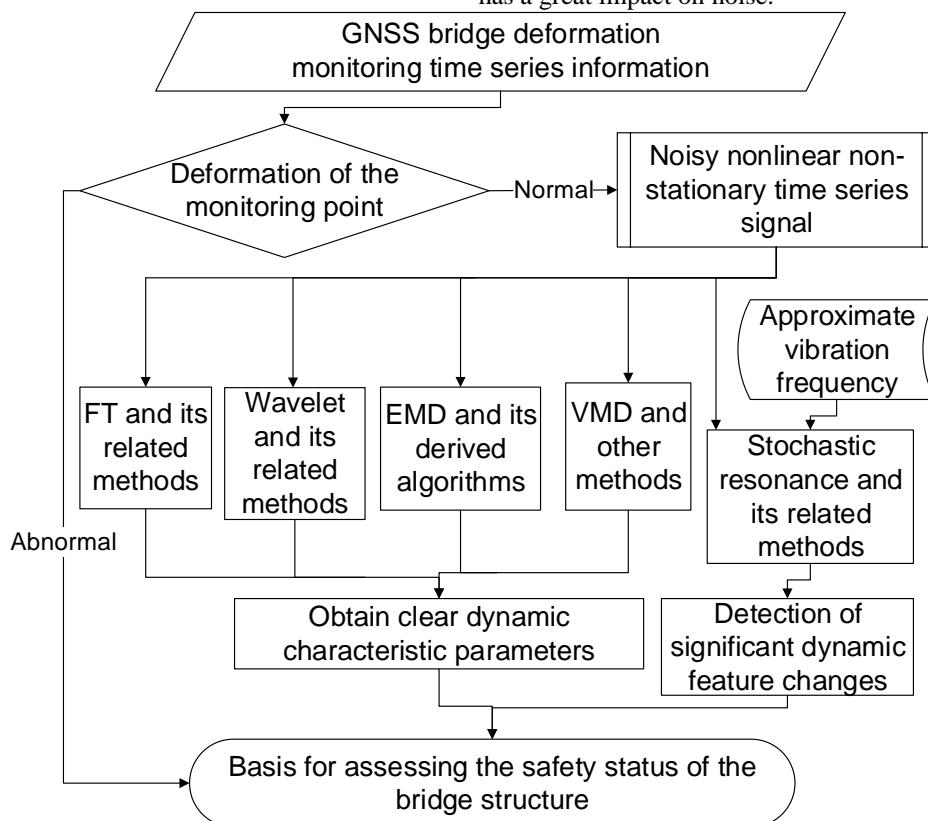 has a great impact on noise.
GNSS bridge deformation
monitoring time series information
Deformation of the
monitoring point
Normal
Noisy nonlinear non-
stationary time series
signal
Approximate
vibration
frequency
FT and its
related
methods
Wavelet
and its
related
methods
EMD and its
derived
algorithms
VMD and
other
methods
Stochastic
resonance and
its related
methods
Abnormal
Obtain clear dynamic
characteristic parameters
Detection of
significant dynamic
feature changes
Basis for assessing the safety status of the
bridge structure